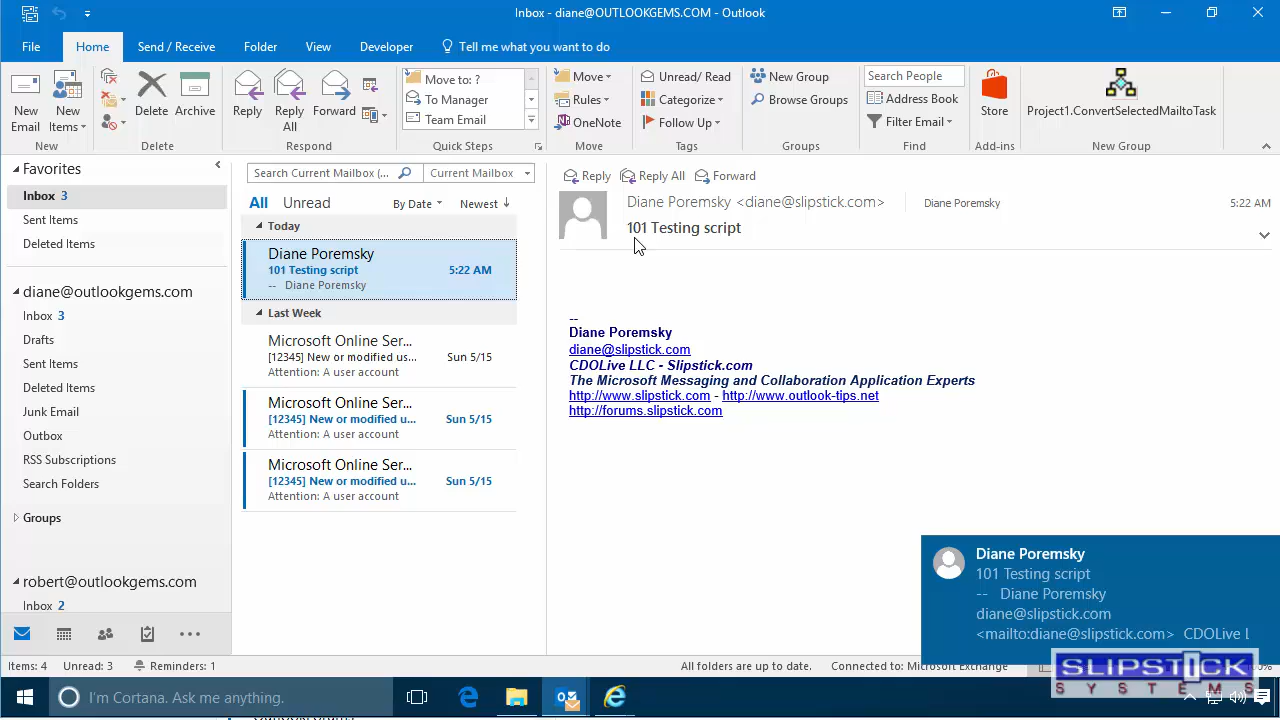 Inbox - diane@OUTLOOKGEMS.COM - Outlook
File Home Send / Receive Folder View Developer Tell me what you want to do
New Email
New Items
Delete
Archive
Reply
Reply All
Forward
Move to: ?
To Manager
Team Email
Move
Rules
OneNote
Unread/ Read
Categorize
Follow Up
New Group
Browse Groups
Search People
Address Book
Filter Email
Store
Project1.ConvertSelectedMailtoTask
New Delete Respond Quick Steps Move Tags Groups Find Add-ins New Group
Favorites
Inbox 3
Sent Items
Deleted Items
diane@outlookgems.com
Inbox 3
Drafts
Sent Items
Deleted Items
Junk Email
Outbox
RSS Subscriptions
Search Folders
Groups
robert@outlookgems.com
Inbox 2
Search Current Mailbox (... Current Mailbox
All Unread By Date Newest
Today
Diane Poremsky
101 Testing script 5:22 AM
-- Diane Poremsky
Last Week
Microsoft Online Ser...
[12345] New or modified us... Sun 5/15
Attention: A user account
Microsoft Online Ser...
[12345] New or modified u... Sun 5/15
Attention: A user account
Microsoft Online Ser...
[12345] New or modified u... Sun 5/15
Attention: A user account
Reply Reply All Forward
Diane Poremsky <diane@slipstick.com> Diane Poremsky 5:22 AM
101 Testing script
--
Diane Poremsky
diane@slipstick.com
CDOLive LLC - Slipstick.com
The Microsoft Messaging and Collaboration Application Experts
http://www.slipstick.com - http://www.outlook-tips.net
http://forums.slipstick.com
Diane Poremsky
101 Testing script
-- Diane Poremsky
diane@slipstick.com
<mailto:diane@slipstick.com> CDOLive L
Items: 4 Unread: 3 Reminders: 1 All folders are up to date. Connected to: Microsoft Exchange
SLIPSTICK
SYSTEMS
I'm Cortana. Ask me anything.